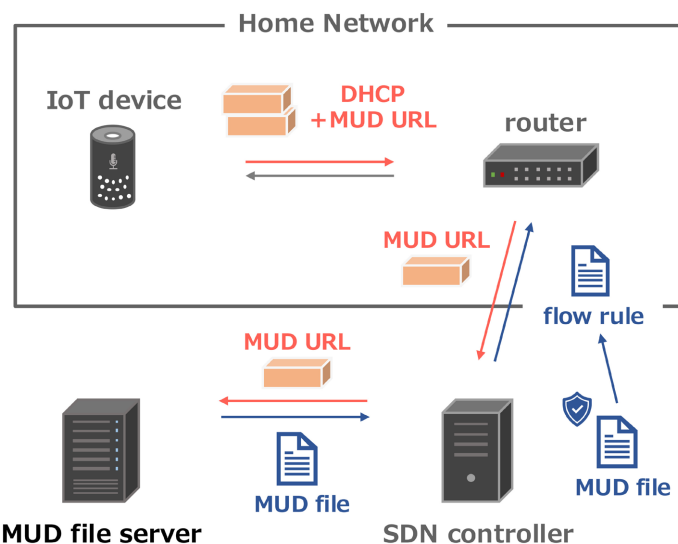 Home Network
IoT device
DHCP
+MUD URL
router
MUD URL
flow rule
MUD URL
MUD file
MUD file
MUD file server
SDN controller